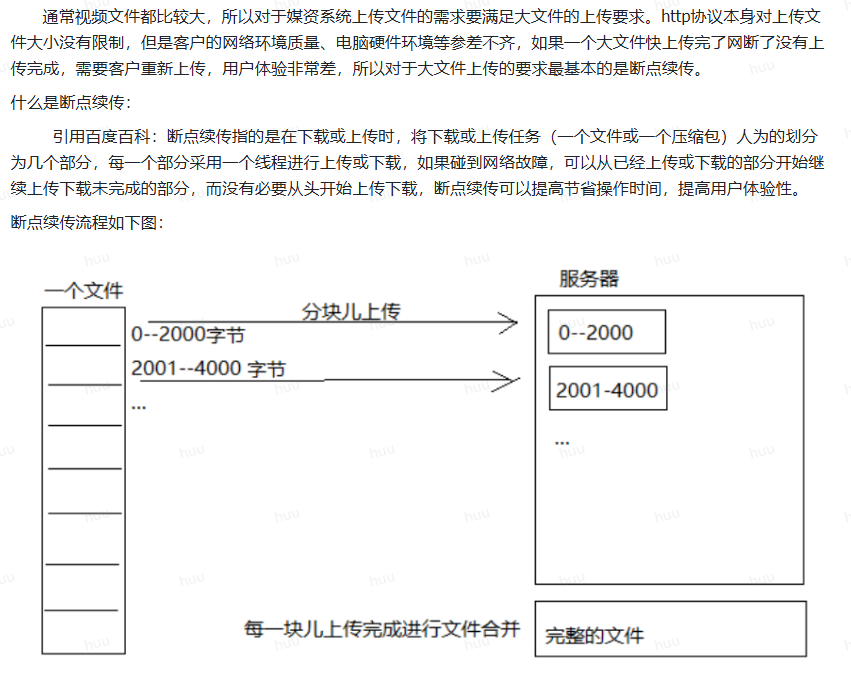 通常视频文件都比较大，所以对于媒资系统上传文件的需求要满足大文件的上传要求。http协议本身对上传文
件大小没有限制，但是客户的网络环境质量、电脑硬件环境等参差不齐，如果一个大文件快上传完了网断了没有上
传完成，需要客户重新上传，用户体验非常差，所以对于大文件上传的要求最基本的是断点续传。
什么是断点续传：
引用百度百科：断点续传指的是在下载或上传时，将下载或上传任务（一个文件或一个压缩包）人为的划分
为几个部分，每一个部分采用一个线程进行上传或下载，如果碰到网络故障，可以从已经上传或下载的部分开始继
续上传下载未完成的部分，而没有必要从头开始上传下载，断点续传可以提高节省操作时间，提高用户体验性。
断点续传流程如下图：
一个文件
服务器
分块儿上传
0--2000字节
0--2000
2001--4000 字节
2001-4000
...
...
每一块儿上传完成进行文件合并
完整的文件
huu